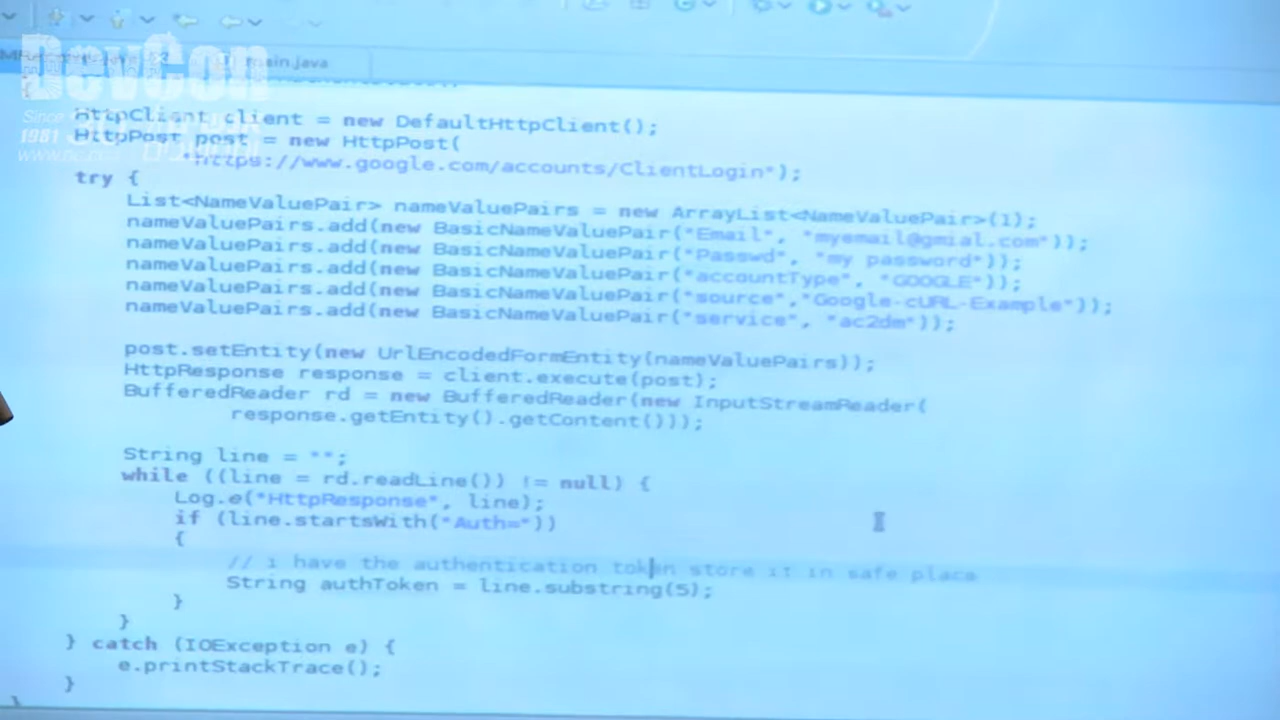 DevCon
main.java
Since
1981 30
HttpClient client = new DefaultHttpClient();
HttpPost post = new HttpPost(
"https://www.google.com/accounts/ClientLogin");
try {
List<NameValuePair> nameValuePairs = new ArrayList<NameValuePair>(1);
nameValuePairs.add(new BasicNameValuePair("Email", "myemail@gmial.com"));
nameValuePairs.add(new BasicNameValuePair("Passwd", "my password"));
nameValuePairs.add(new BasicNameValuePair("accountType", "GOOGLE"));
nameValuePairs.add(new BasicNameValuePair("source","Google-cURL-Example"));
nameValuePairs.add(new BasicNameValuePair("service", "ac2dm"));
post.setEntity(new UrlEncodedFormEntity(nameValuePairs));
HttpResponse response = client.execute(post);
BufferedReader rd = new BufferedReader(new InputStreamReader(
response.getEntity().getContent()));
String line = "";
while ((line = rd.readLine()) != null) {
Log.e("HttpResponse", line);
if (line.startsWith("Auth="))
{
// i have the authentication token store it in safe place
String authToken = line.substring(5);
}
}
} catch (IOException e) {
e.printStackTrace();
}
}